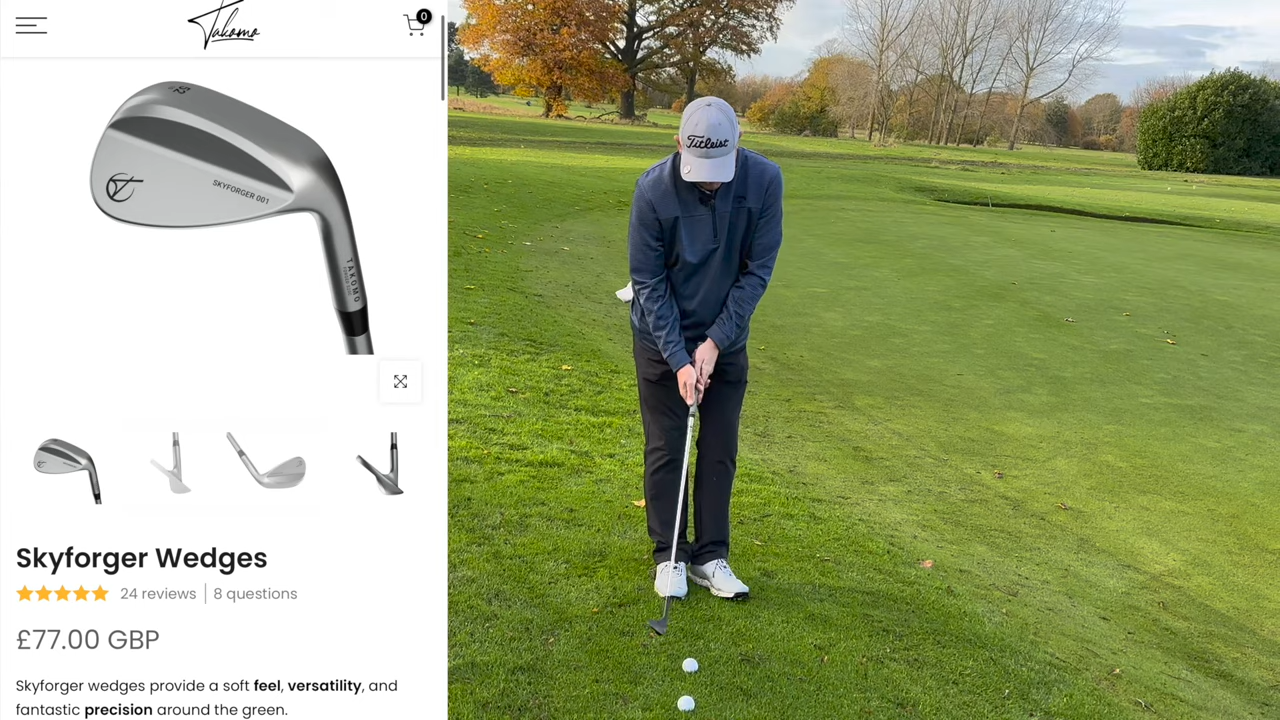 Takomo
0
52
SKYFORGER 001
TAKOMO
Skyforger Wedges
24 reviews
8 questions
£77.00 GBP
Skyforger wedges provide a soft feel, versatility, and
fantastic precision around the green.
Titleist